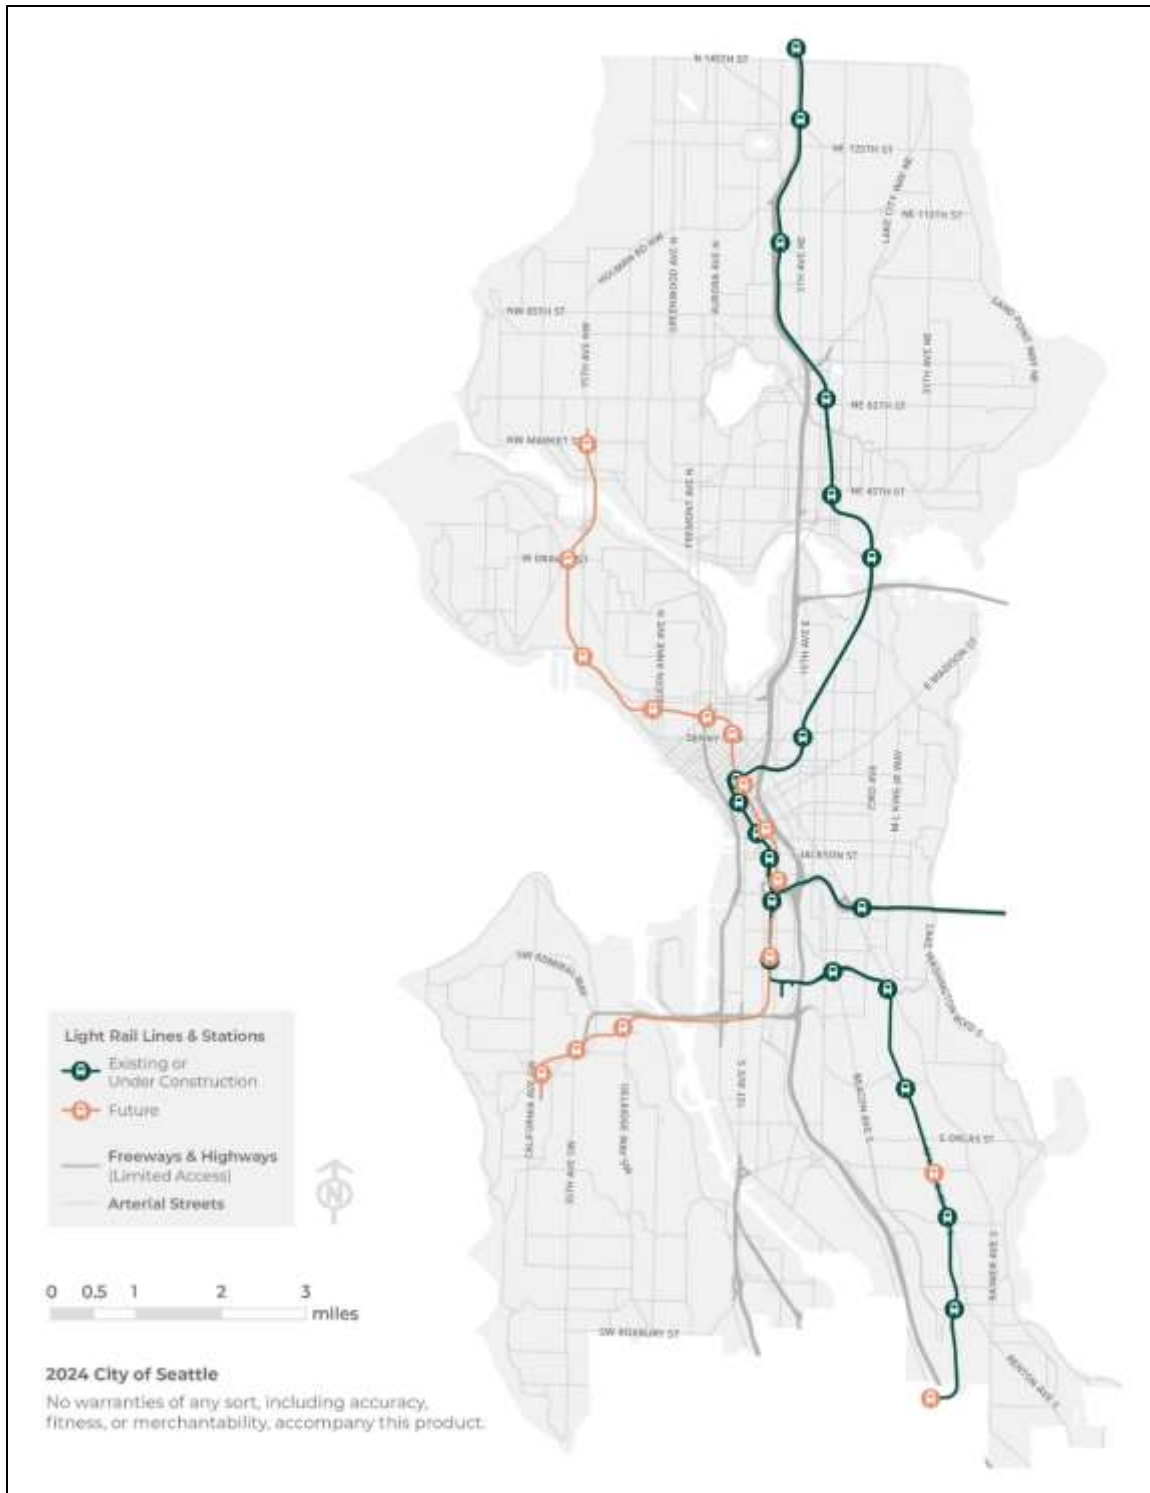 N 145TH ST
NE 125TH ST
LAKE CITY WAY NE
NE 110TH ST
HOLMAN RD NW
GREENWOOD AVE N
AURORA AVE N
5TH AVE NE
NW 85TH ST
SAND POINT WAY NE
15TH AVE NW
35TH AVE NE
NE 65TH ST
NW MARKET ST
NE 45TH ST
FREMONT AVE N
ST
10TH AVE E
QUEEN ANNE AVE N
E MADISON ST
DENNY
23RD AVE
M L KING JR WAY
JACKSON ST
LAKE WASHINGTON BLVD S
SW ADMIRAL WAY
Light Rail Lines & Stations
Existing or
Under Construction
Future
Freeways & Highways
(Limited Access)
Arterial Streets
N
CALIFORNIA AVE SW
35TH AVE SW
DELRIDGE WAY SW
1ST AVE S
BEACON AVE S
S ORCAS ST
RAINIER AVE S
SW ROXBURY ST
RENTON AVE S
0 0.5 1 2 3
miles
2024 City of Seattle
No warranties of any sort, including accuracy,
fitness, or merchantability, accompany this product.